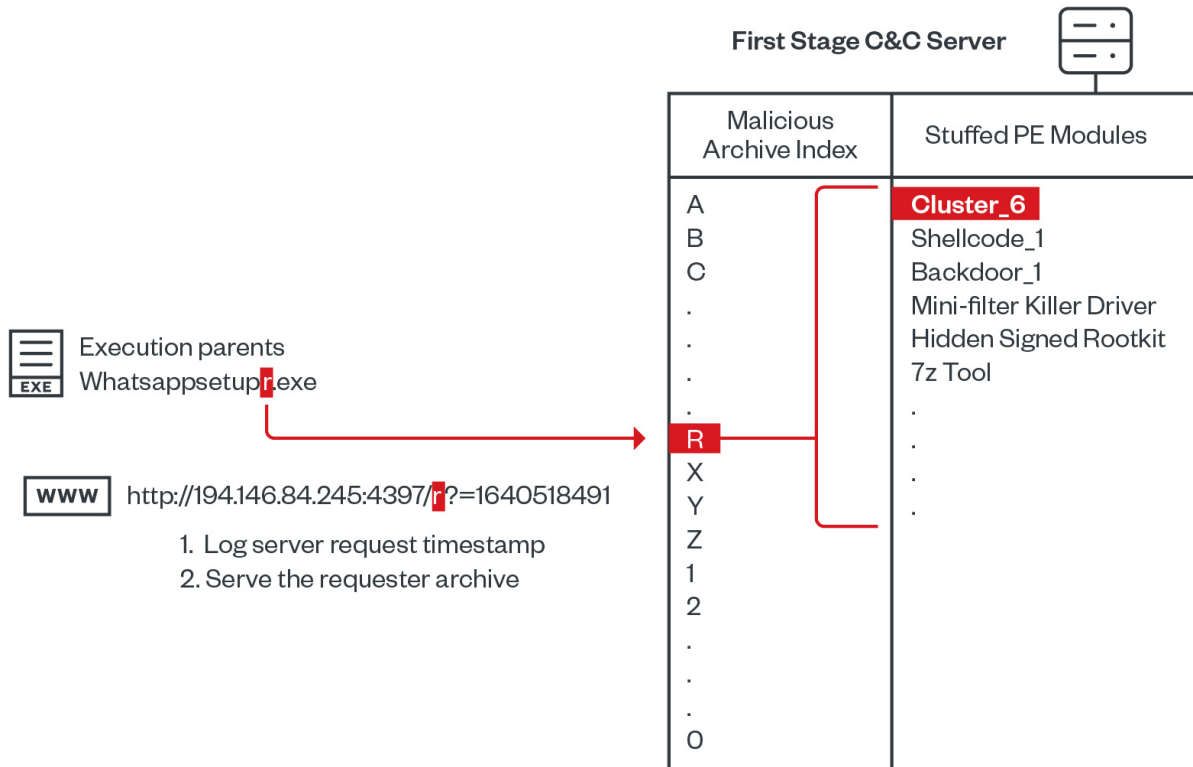 First Stage C&C Server
Malicious
Archive Index
Stuffed PE Modules
A
B
C
.
.
.
.
R
X
Y
Z
1
2
.
.
.
0
Cluster_6
Shellcode_1
Backdoor_1
Mini-filter Killer Driver
Hidden Signed Rootkit
7z Tool
.
.
.
.
EXE
Execution parents
Whatsappsetupr.exe
www
http://194.146.84.245:4397/r?=1640518491
1. Log server request timestamp
2. Serve the requester archive